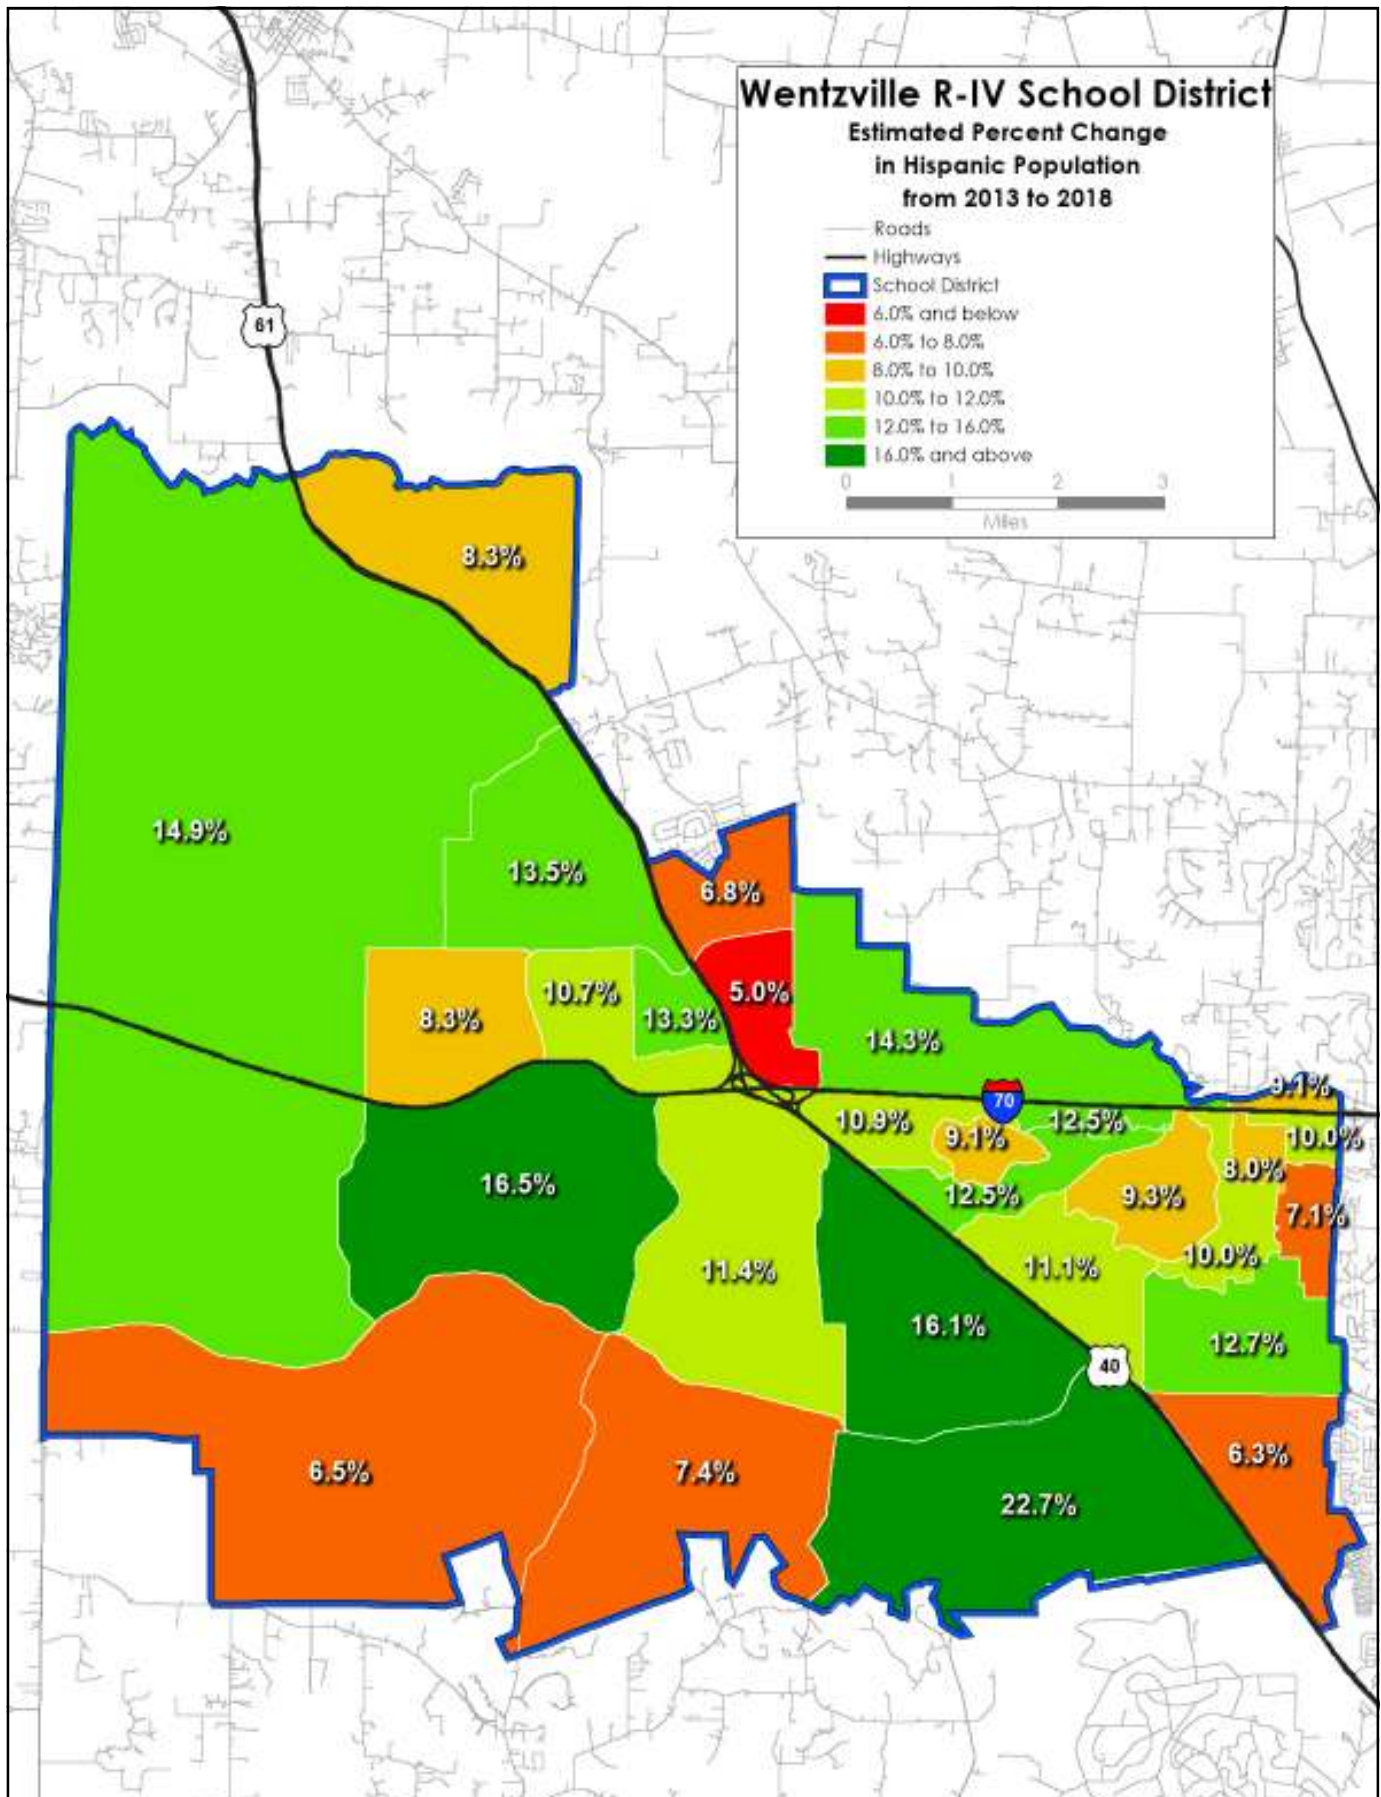 Wentzville R-IV School District
Estimated Percent Change
in Hispanic Population
from 2013 to 2018
Roads
Highways
School District
6.0% and below
6.0% to 8.0%
8.0% to 10.0%
10.0% to 12.0%
12.0% to 16.0%
16.0% and above
0 1 2 3
Miles
61
8.3%
14.9%
13.5%
6.8%
8.3%
10.7%
13.3%
5.0%
14.3%
9.1%
70
10.9%
9.1%
12.5%
10.0%
8.0%
16.5%
12.5%
9.3%
7.1%
11.4%
11.1%
10.0%
16.1%
12.7%
40
6.5%
7.4%
22.7%
6.3%